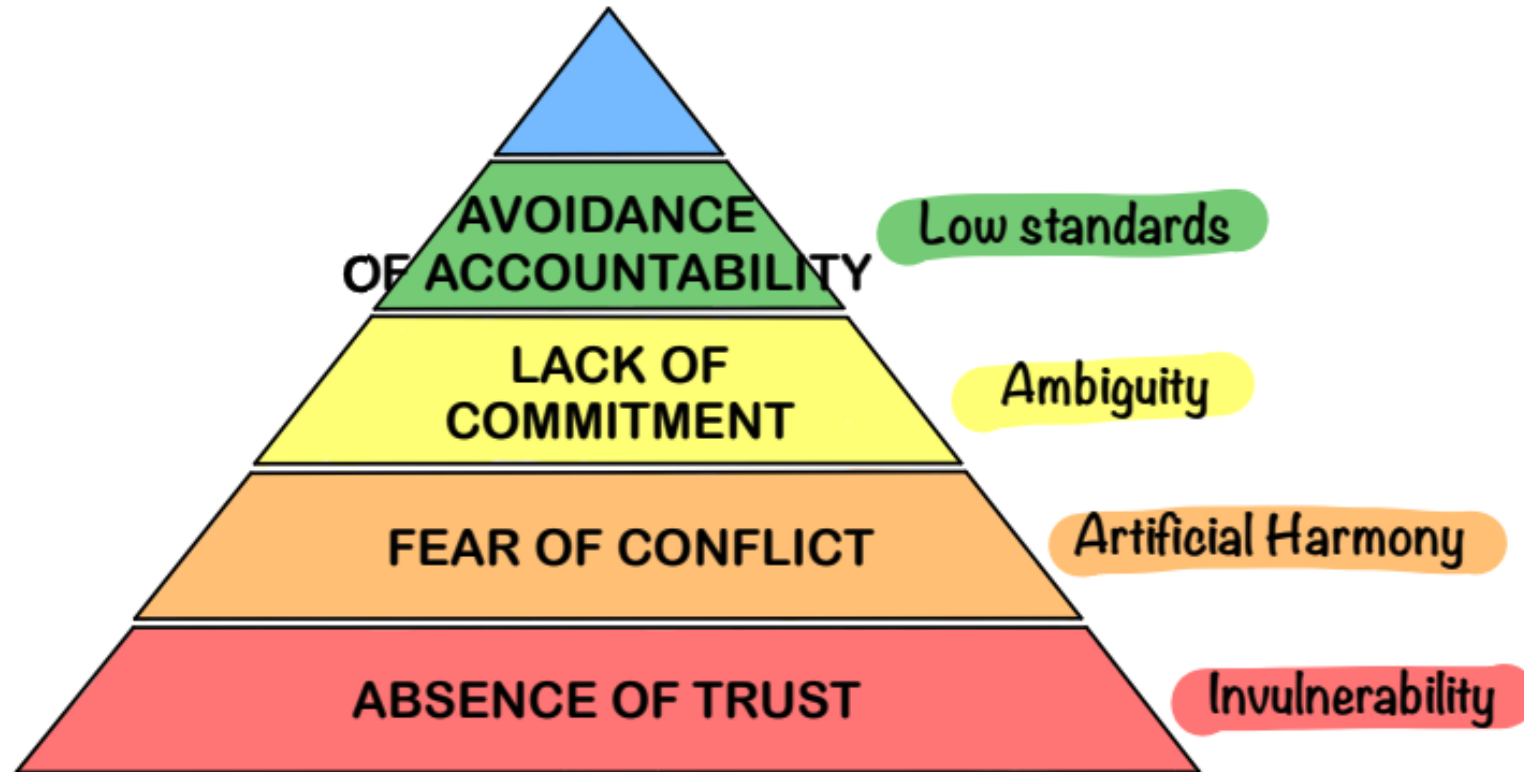 AVOIDANCE
OF ACCOUNTABILITY
Low standards
LACK OF
COMMITMENT
Ambiguity
FEAR OF CONFLICT
Artificial Harmony
ABSENCE OF TRUST
Invulnerability